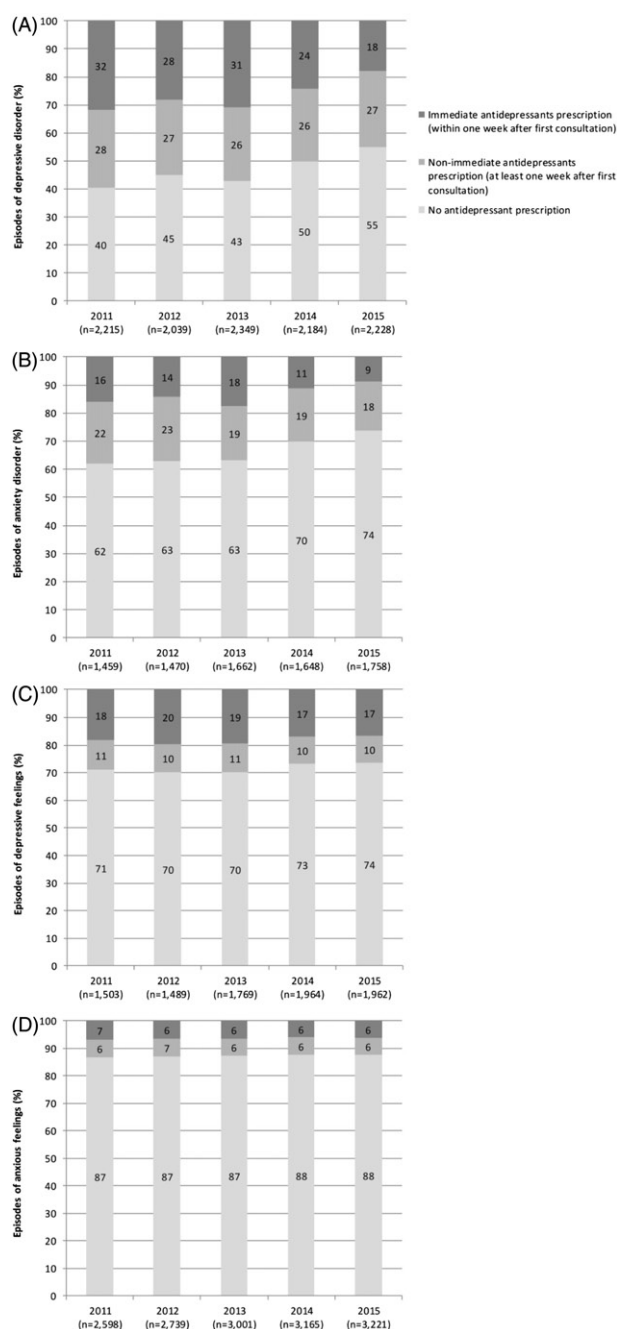 (A)
Episodes of depressive disorder (%)
100
90
80
70
60
50
40
30
20
10
0
32 28 31 24 18
28 27 26 26 27
40 45 43 50 55
2011 2012 2013 2014 2015
(n=2,215) (n=2,039) (n=2,349) (n=2,184) (n=2,228)
Immediate antidepressants prescription
(within one week after first consultation)
Non-immediate antidepressants
prescription (at least one week after first
consultation)
No antidepressant prescription
(B)
Episodes of anxiety disorder (%)
100
90
80
70
60
50
40
30
20
10
0
16 14 18 11 9
22 23 19 19 18
62 63 63 70 74
2011 2012 2013 2014 2015
(n=1,459) (n=1,470) (n=1,662) (n=1,648) (n=1,758)
(C)
Episodes of depressive feelings (%)
100
90
80
70
60
50
40
30
20
10
0
18 20 19 17 17
11 10 11 10 10
71 70 70 73 74
2011 2012 2013 2014 2015
(n=1,503) (n=1,489) (n=1,769) (n=1,964) (n=1,962)
(D)
Episodes of anxious feelings (%)
100
90
80
70
60
50
40
30
20
10
0
7 6 6 6 6
6 7 6 6 6
87 87 87 88 88
2011 2012 2013 2014 2015
(n=2,598) (n=2,739) (n=3,001) (n=3,165) (n=3,221)